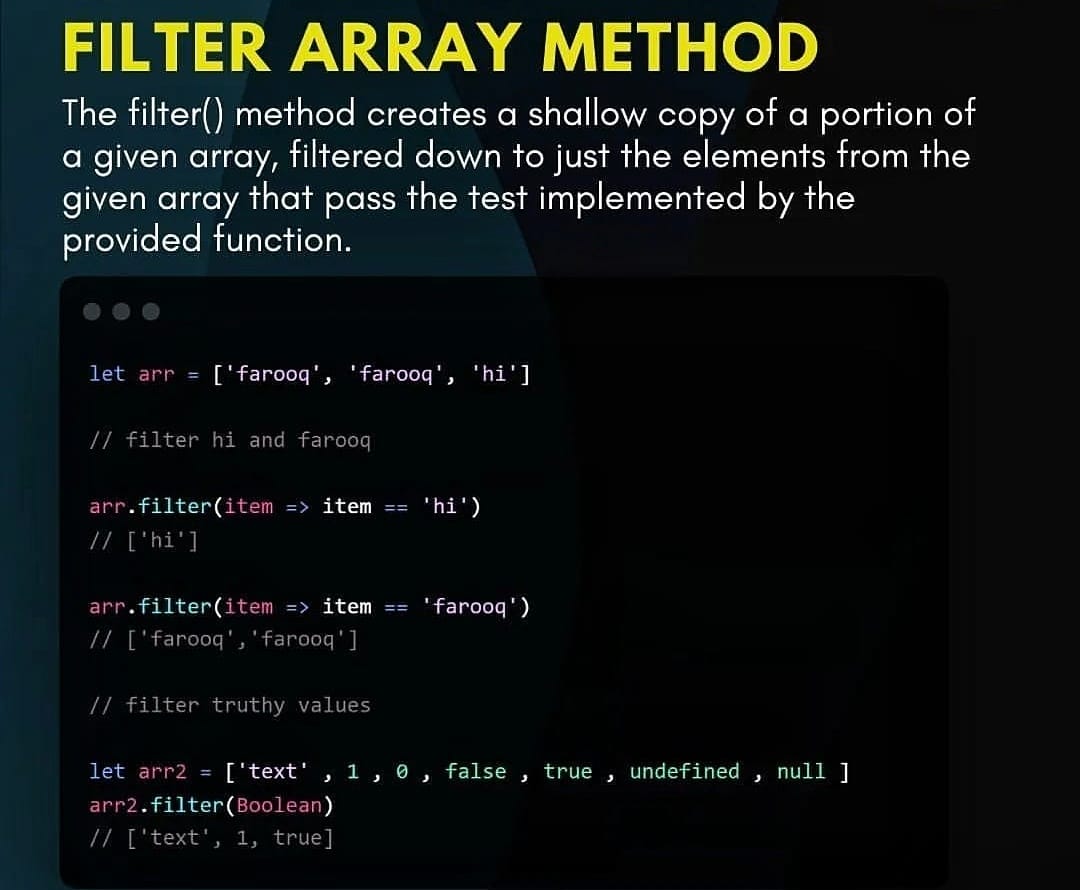 FILTER ARRAY METHOD
The filter() method creates a shallow copy of a portion of
a given array, filtered down to just the elements from the
given array that pass the test implemented by the
provided function.
let arr = ['farooq', 'farooq', 'hi']
// filter hi and farooq
arr.filter(item => item == 'hi')
// ['hi']
arr.filter(item => item == 'farooq')
// ['farooq','farooq']
// filter truthy values
let arr2 = ['text' , 1 , 0 , false , true , undefined , null ]
arr2.filter(Boolean)
// ['text', 1, true]